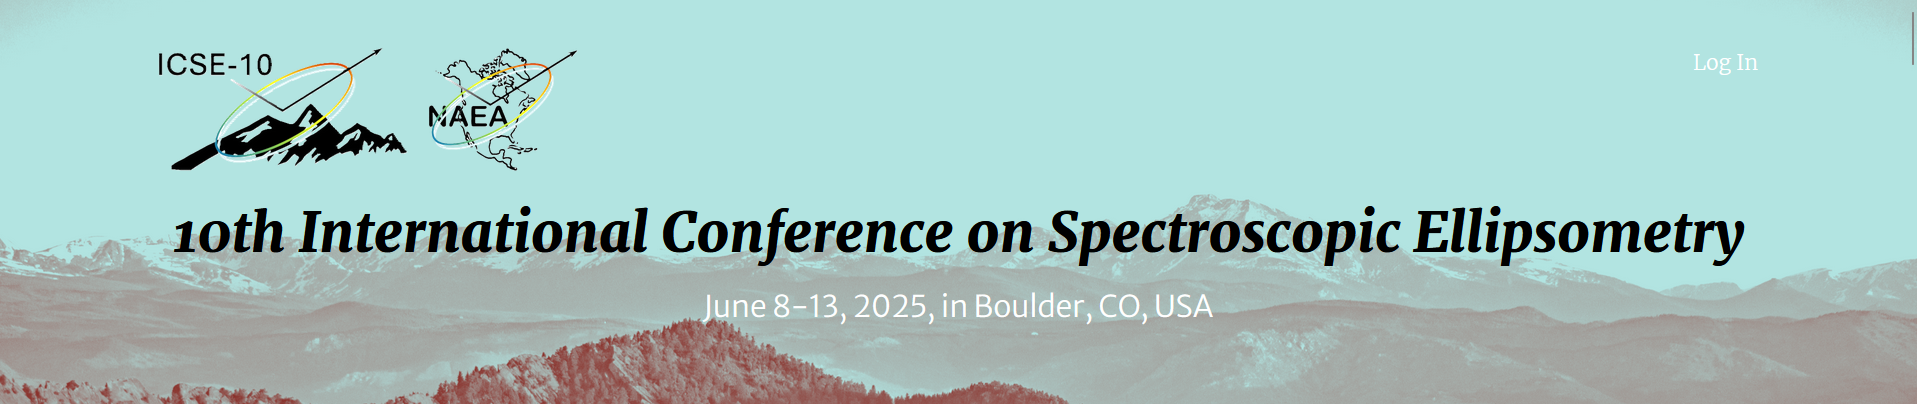 ICSE-10
NAEA
Log In
10th International Conference on Spectroscopic Ellipsometry
June 8-13, 2025, in Boulder, CO, USA